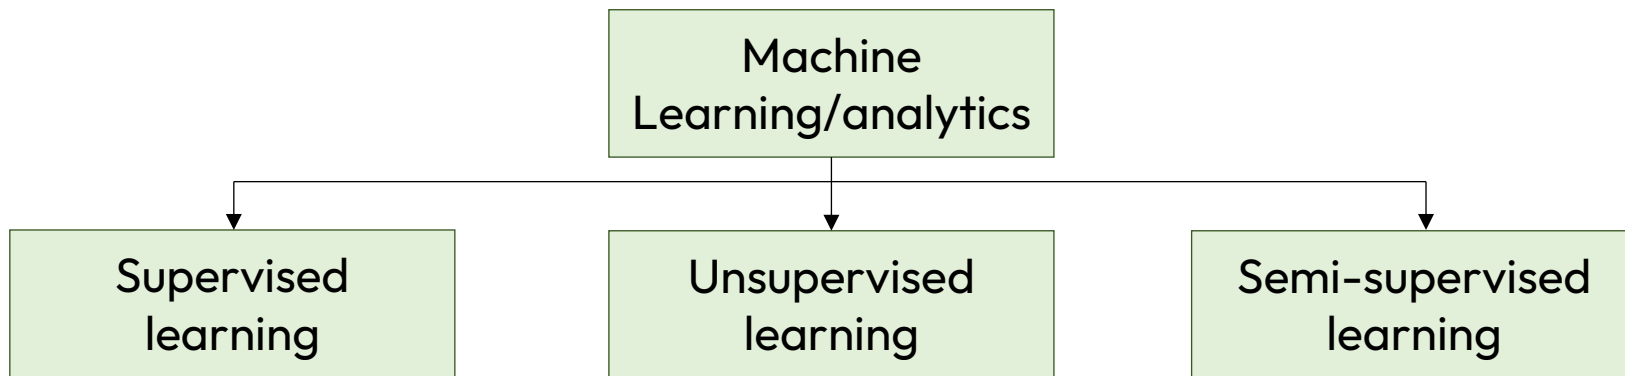 Machine
Learning/analytics
Supervised
learning
Unsupervised
learning
Semi-supervised
learning